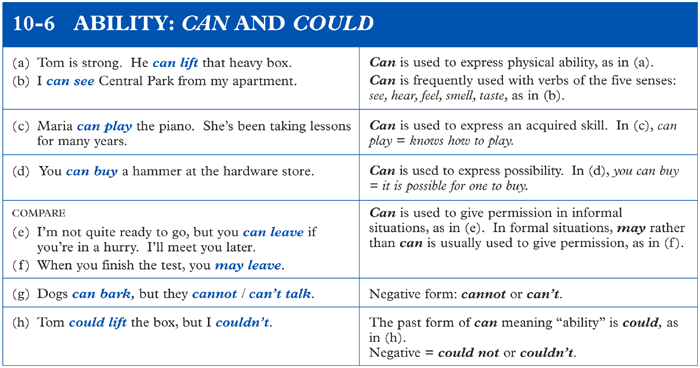 10-6 ABILITY: CAN AND COULD
(a) Tom is strong. He can lift that heavy box.
(b) I can see Central Park from my apartment.
Can is used to express physical ability, as in (a).
Can is frequently used with verbs of the five senses:
see, hear, feel, smell, taste, as in (b).
(c) Maria can play the piano. She's been taking lessons
for many years.
Can is used to express an acquired skill. In (c), can
play = knows how to play.
(d) You can buy a hammer at the hardware store.
Can is used to express possibility. In (d), you can buy
= it is possible for one to buy.
COMPARE
(e) I'm not quite ready to go, but you can leave if
you're in a hurry. I'll meet you later.
(f) When you finish the test, you may leave.
Can is used to give permission in informal
situations, as in (e). In formal situations, may rather
than can is usually used to give permission, as in (f).
(g) Dogs can bark, but they cannot / can't talk.
Negative form: cannot or can't.
(h) Tom could lift the box, but I couldn't.
The past form of can meaning "ability" is could, as
in (h).
Negative = could not or couldn't.